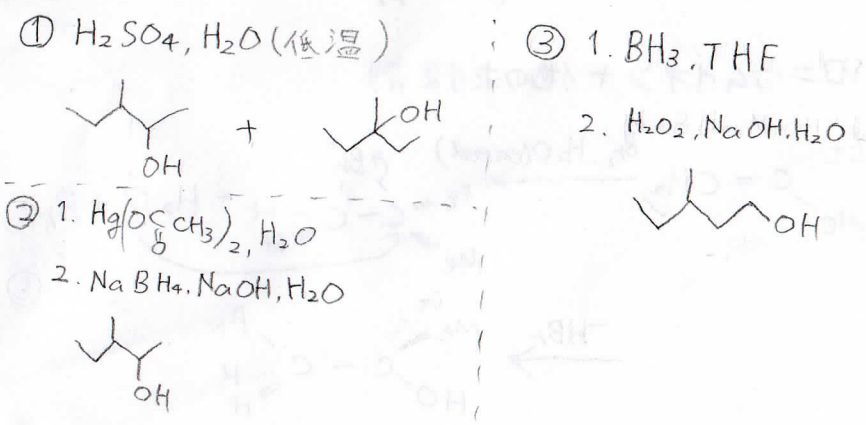 ① H₂SO₄, H₂O (低温)
OH
+
OH
② 1. Hg(OCCH₃)₂, H₂O
O
2. NaBH₄, NaOH, H₂O
OH
③ 1. BH₃, THF
2. H₂O₂, NaOH, H₂O
OH